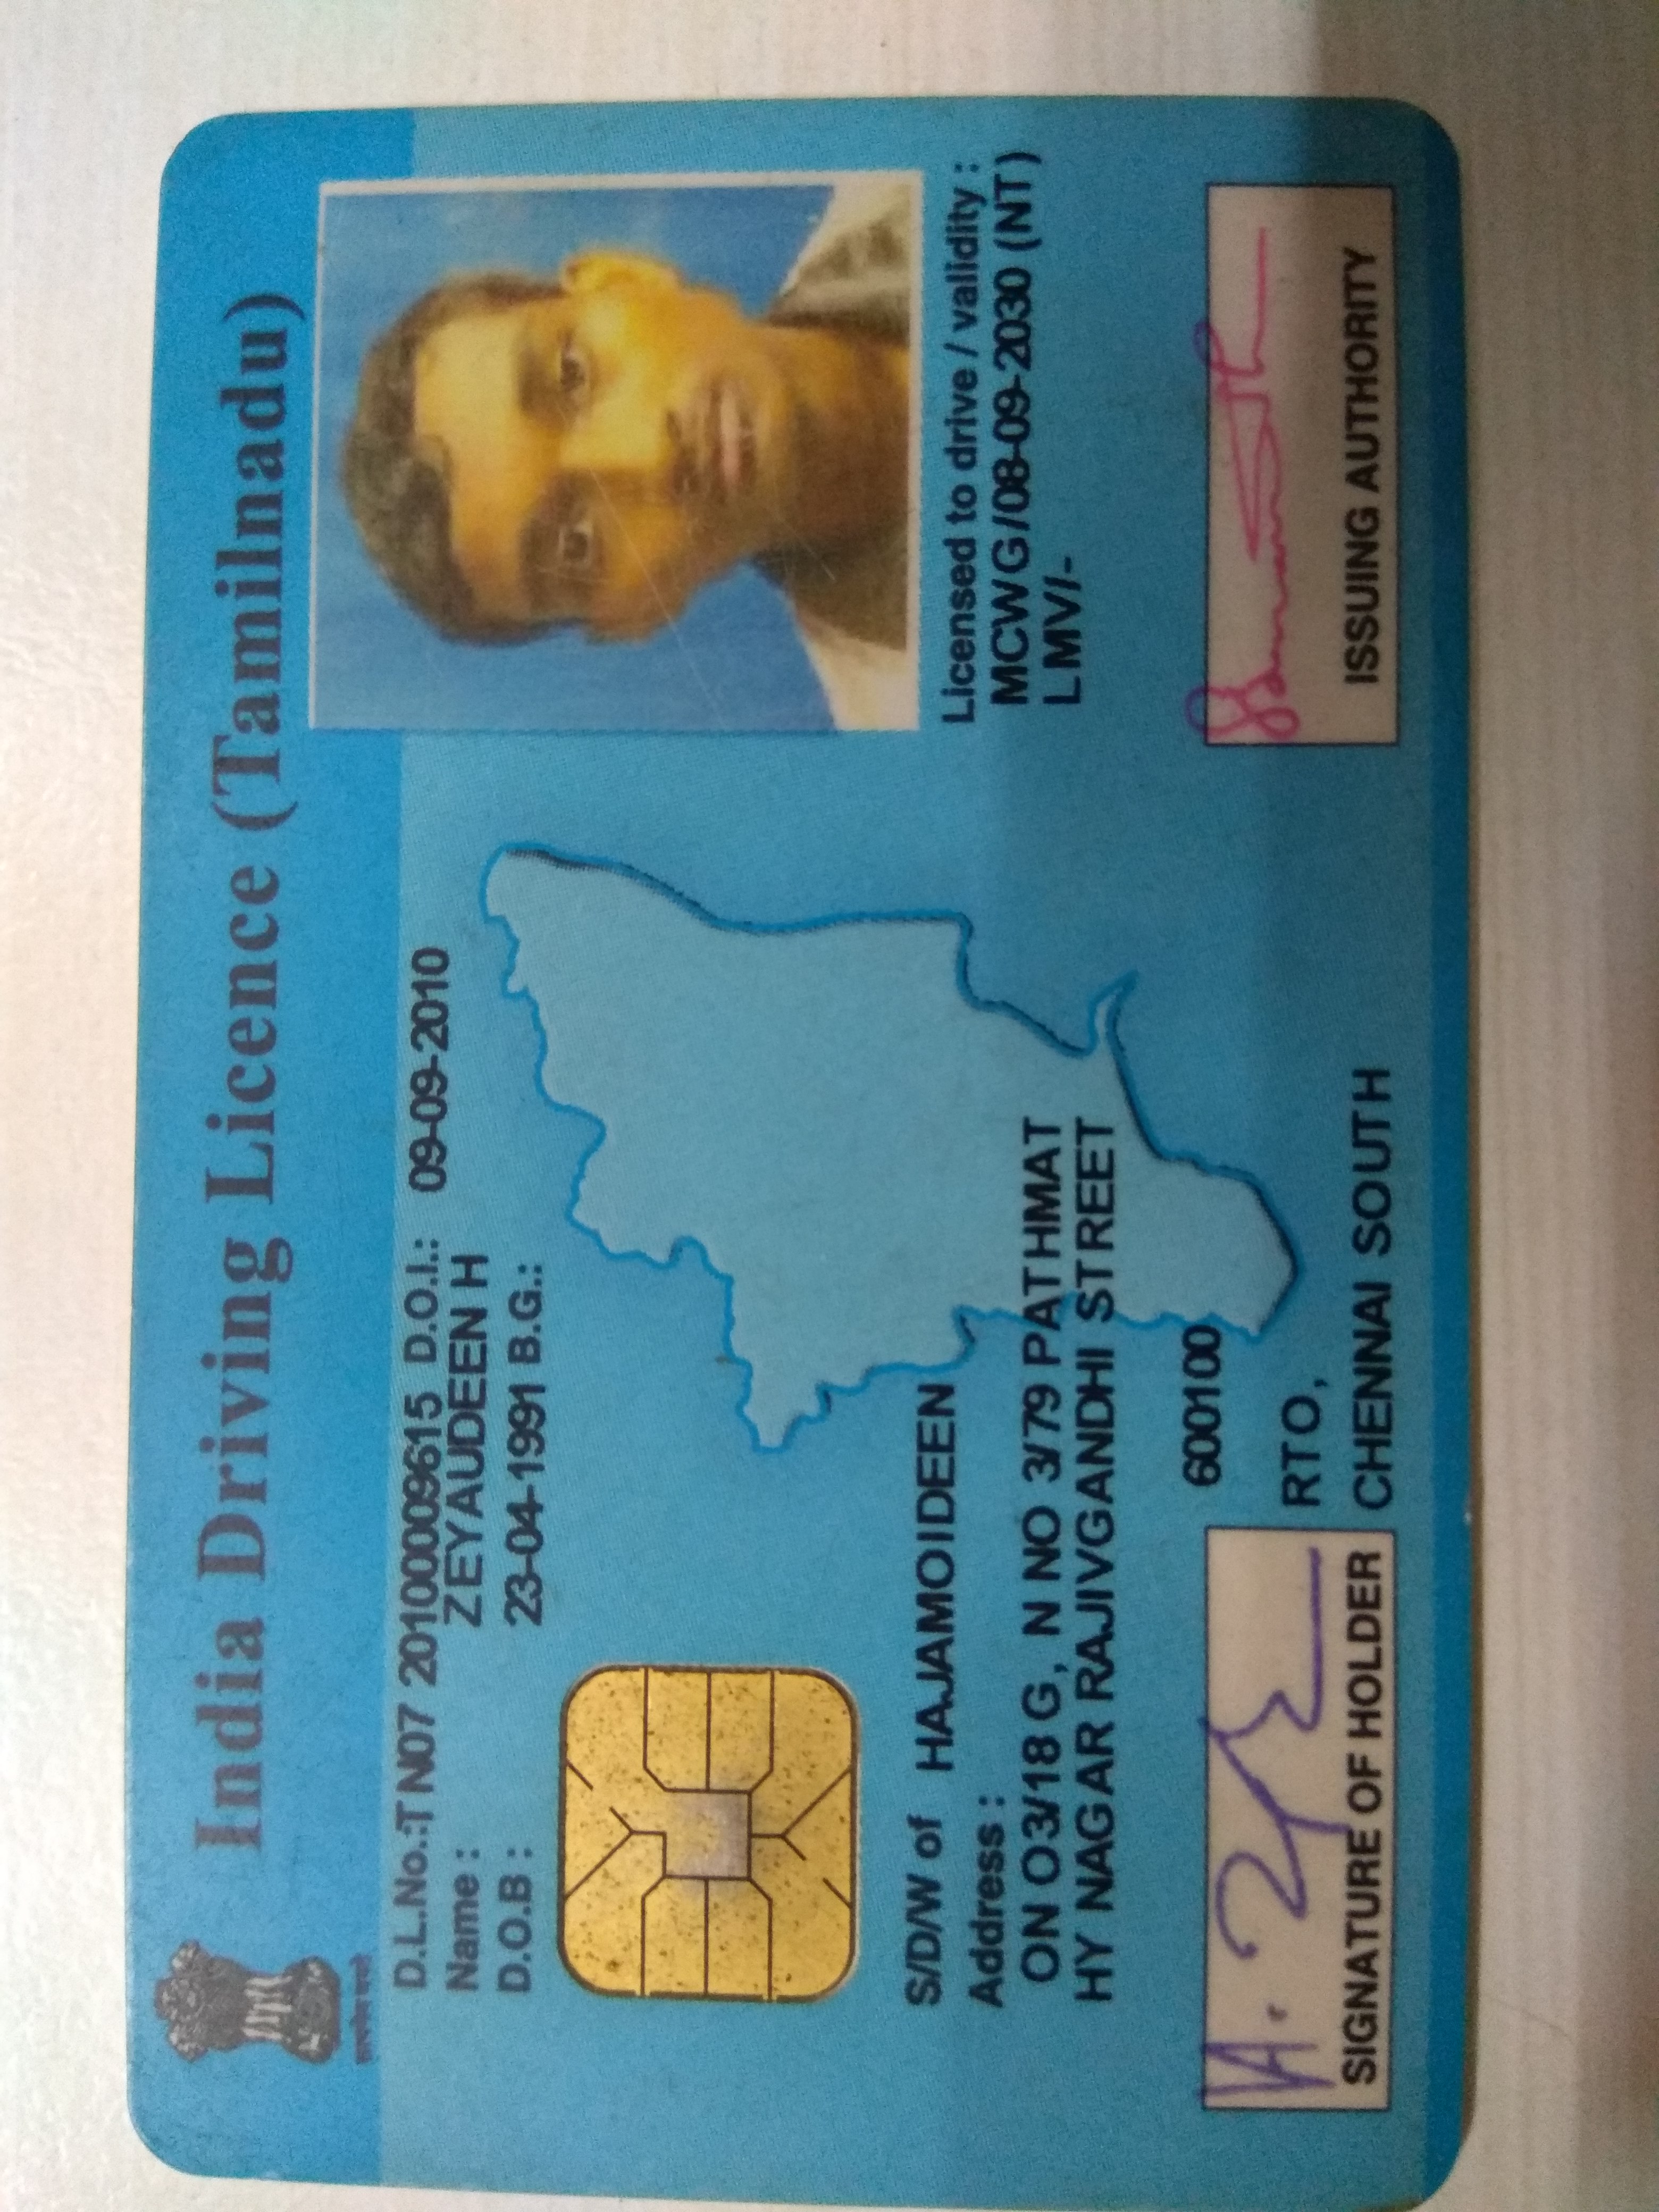 India Driving Licence (Tamilnadu)
D.L.No.:TN07 20100009615 D.O.I.: 09-09-2010
Name : ZEYAUDEEN H
D.O.B : 23-04-1991 B.G.:
S/D/W of HAJAMOIDEEN
Address :
ON O3/18 G, N NO 3/79 PATHMAT
HY NAGAR RAJIVGANDHI STREET
600100
Licensed to drive / validity :
MCWG/08-09-2030 (NT)
LMV/-
RTO,
CHENNAI SOUTH
SIGNATURE OF HOLDER
ISSUING AUTHORITY